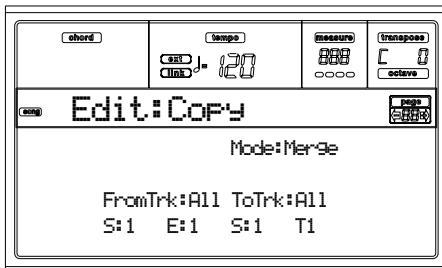 chord tempo measure transpose
ext link ♩= 120 888 C 0
octave
song Edit:Copy page 88
Mode:Merge
FromTrk:All ToTrk:All
S:1 E:1 S:1 T1